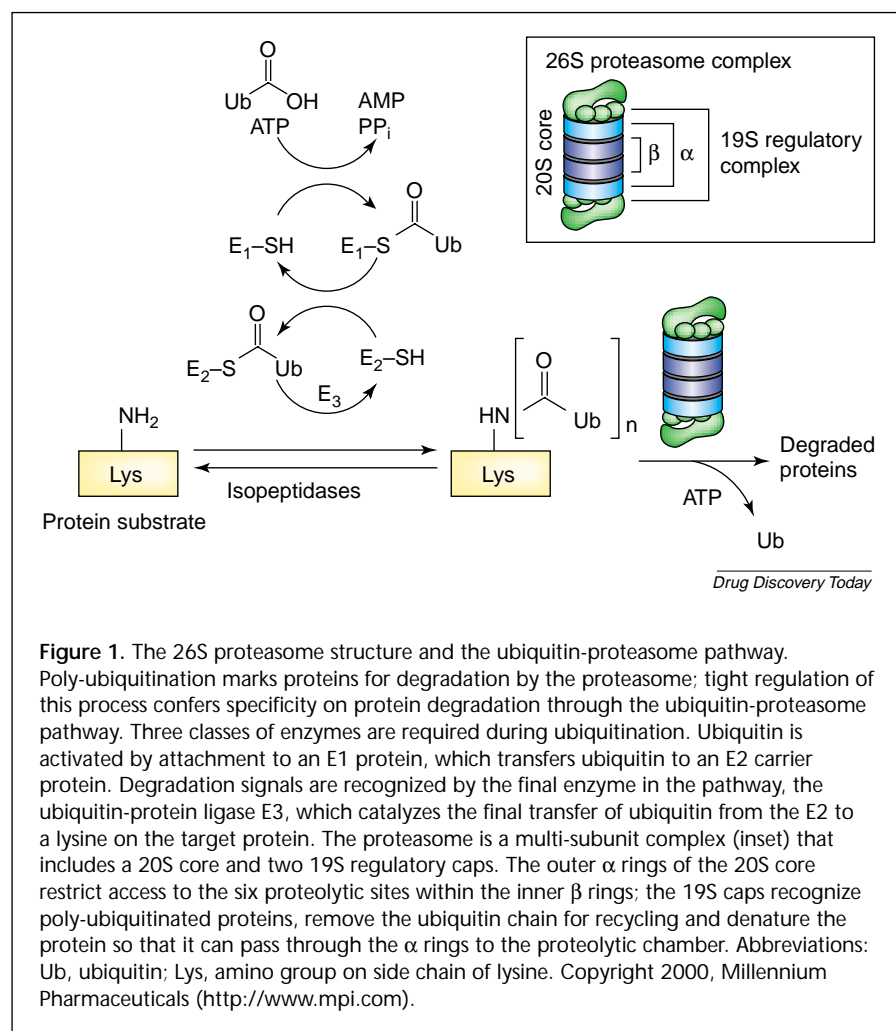 O
Ub
OH
ATP
AMP
PPi
E1–SH
O
E1–S
Ub
O
E2–S
Ub
E2–SH
E3
NH2
Lys
Protein substrate
Isopeptidases
HN
O
Ub
n
Lys
ATP
Ub
Degraded
proteins
26S proteasome complex
20S core
β
α
19S regulatory
complex
Drug Discovery Today
Figure 1. The 26S proteasome structure and the ubiquitin-proteasome pathway.
Poly-ubiquitination marks proteins for degradation by the proteasome; tight regulation of
this process confers specificity on protein degradation through the ubiquitin-proteasome
pathway. Three classes of enzymes are required during ubiquitination. Ubiquitin is
activated by attachment to an E1 protein, which transfers ubiquitin to an E2 carrier
protein. Degradation signals are recognized by the final enzyme in the pathway, the
ubiquitin-protein ligase E3, which catalyzes the final transfer of ubiquitin from the E2 to
a lysine on the target protein. The proteasome is a multi-subunit complex (inset) that
includes a 20S core and two 19S regulatory caps. The outer α rings of the 20S core
restrict access to the six proteolytic sites within the inner β rings; the 19S caps recognize
poly-ubiquitinated proteins, remove the ubiquitin chain for recycling and denature the
protein so that it can pass through the α rings to the proteolytic chamber. Abbreviations:
Ub, ubiquitin; Lys, amino group on side chain of lysine. Copyright 2000, Millennium
Pharmaceuticals (http://www.mpi.com).